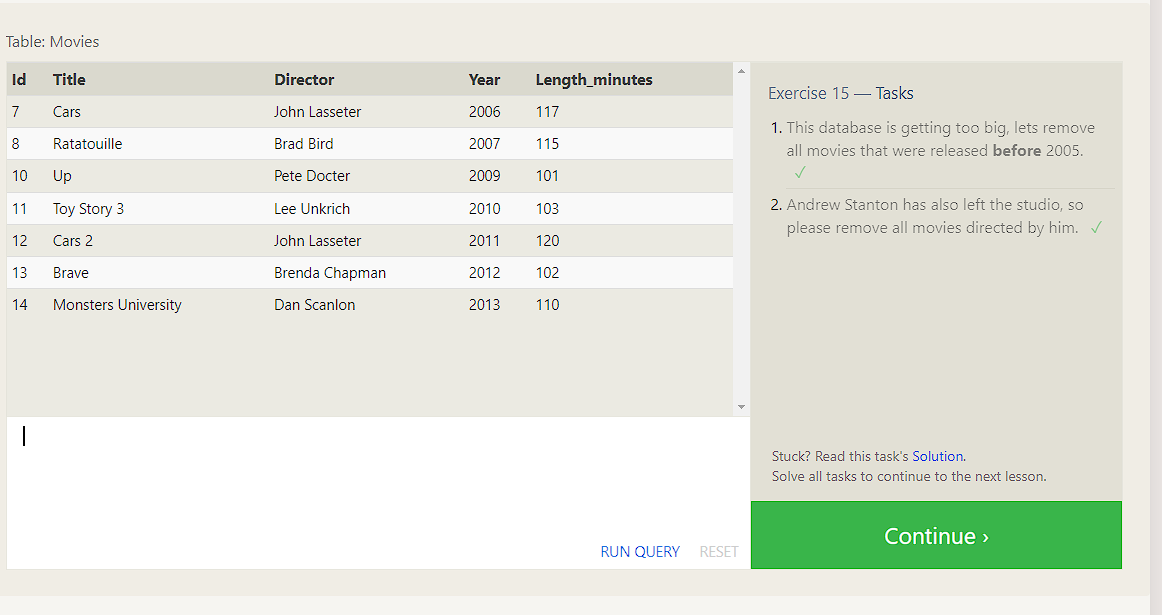 Table: Movies
Id Title Director Year Length_minutes
7 Cars John Lasseter 2006 117
8 Ratatouille Brad Bird 2007 115
10 Up Pete Docter 2009 101
11 Toy Story 3 Lee Unkrich 2010 103
12 Cars 2 John Lasseter 2011 120
13 Brave Brenda Chapman 2012 102
14 Monsters University Dan Scanlon 2013 110
RUN QUERY RESET
Exercise 15 — Tasks
1. This database is getting too big, lets remove
all movies that were released before 2005.
✓
2. Andrew Stanton has also left the studio, so
please remove all movies directed by him. ✓
Stuck? Read this task's Solution.
Solve all tasks to continue to the next lesson.
Continue ›